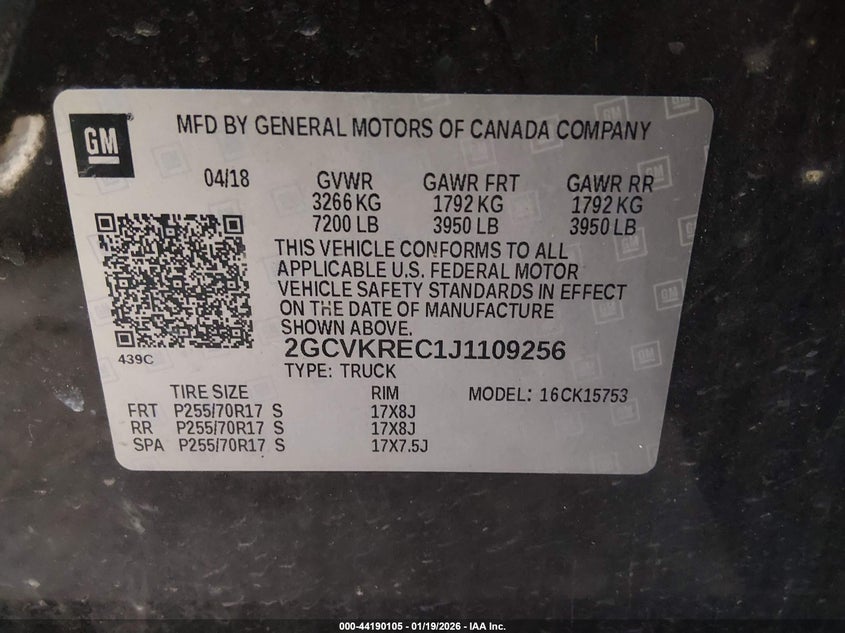 GM
MFD BY GENERAL MOTORS OF CANADA COMPANY
04/18 GVWR GAWR FRT GAWR RR
3266 KG 1792 KG 1792 KG
7200 LB 3950 LB 3950 LB
THIS VEHICLE CONFORMS TO ALL
APPLICABLE U.S. FEDERAL MOTOR
VEHICLE SAFETY STANDARDS IN EFFECT
ON THE DATE OF MANUFACTURE
SHOWN ABOVE.
439C
2GCVKREC1J1109256
TYPE: TRUCK
TIRE SIZE RIM MODEL: 16CK15753
FRT P255/70R17 S 17X8J
RR P255/70R17 S 17X8J
SPA P255/70R17 S 17X7.5J
000-44190105 - 01/19/2026 - IAA Inc.